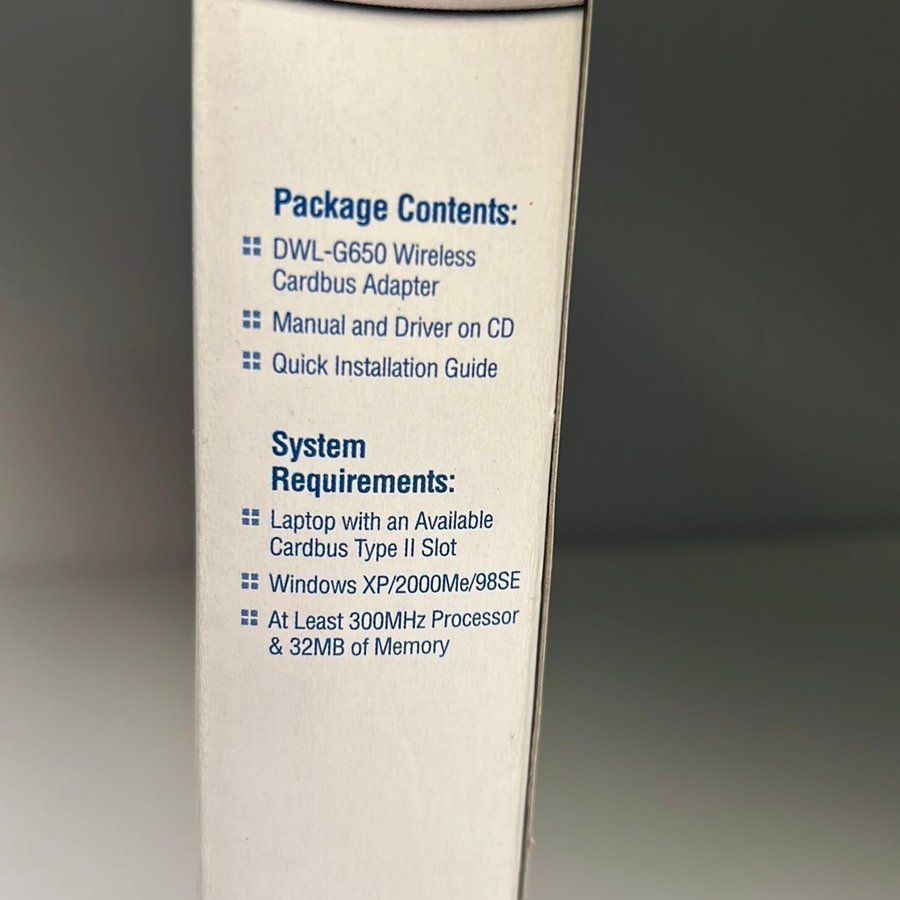 Package Contents:
DWL-G650 Wireless
Cardbus Adapter
Manual and Driver on CD
Quick Installation Guide
System
Requirements:
Laptop with an Available
Cardbus Type II Slot
Windows XP/2000Me/98SE
At Least 300MHz Processor
& 32MB of Memory